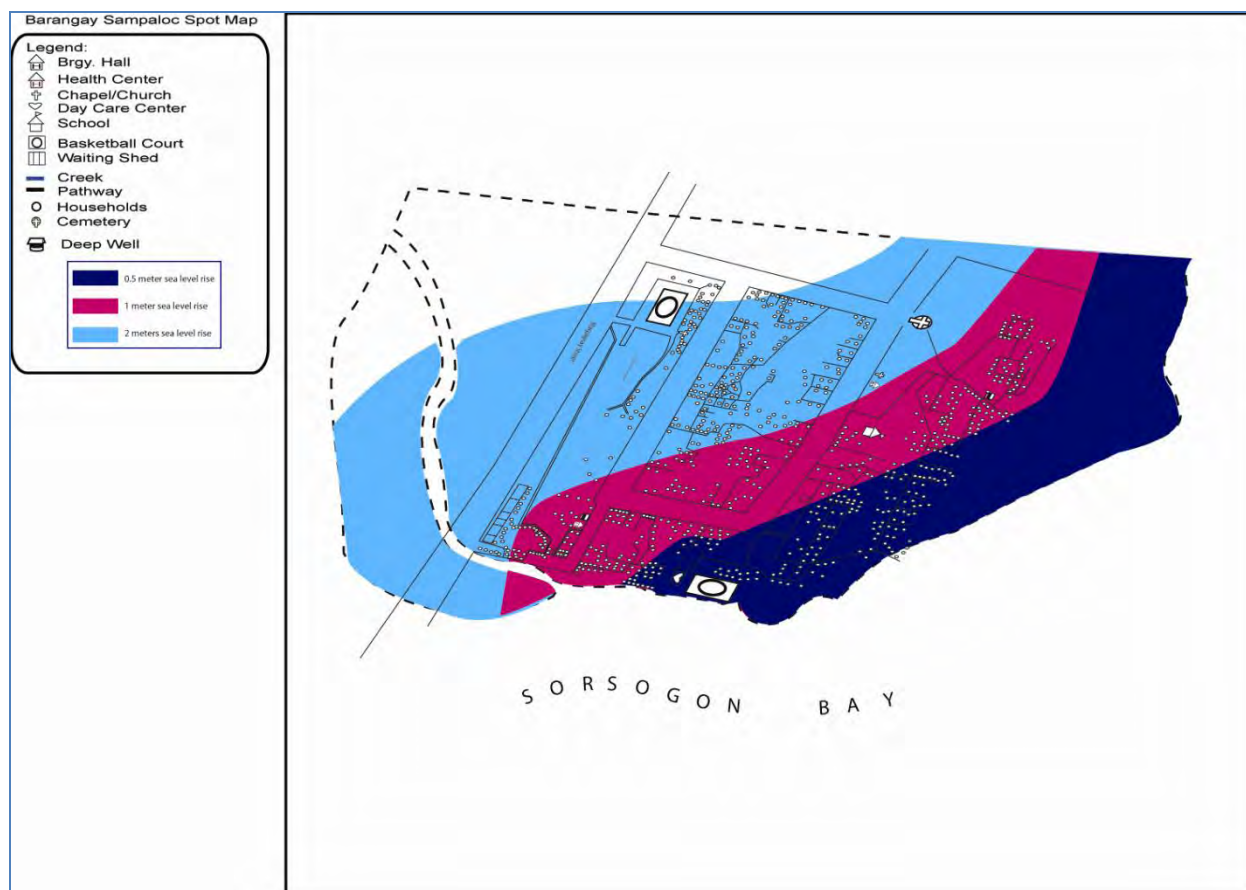 Barangay Sampaloc Spot Map
Legend:
Brgy. Hall
Health Center
Chapel/Church
Day Care Center
School
Basketball Court
Waiting Shed
Creek
Pathway
Households
Cemetery
Deep Well
0.5 meter sea level rise
1 meter sea level rise
2 meters sea level rise
SORSOGON BAY